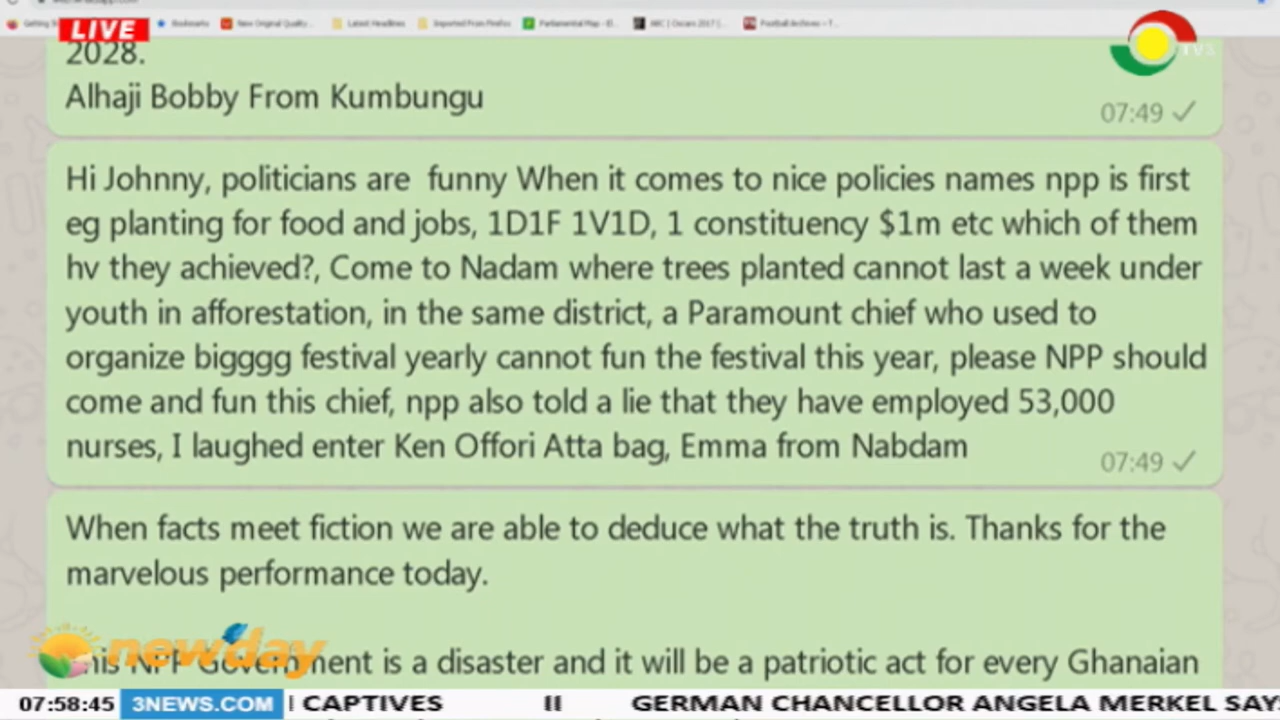 Getting S
Bookmarks
New Original Quality...
Latest Headlines
Imported From Firefox
Parliamental Map - El...
ABC | Oscars 2017 |...
Football Archives - T...
LIVE
TV3
2028.
Alhaji Bobby From Kumbungu
07:49
Hi Johnny, politicians are  funny When it comes to nice policies names npp is first
eg planting for food and jobs, 1D1F 1V1D, 1 constituency $1m etc which of them
hv they achieved?, Come to Nadam where trees planted cannot last a week under
youth in afforestation, in the same district, a Paramount chief who used to
organize bigggg festival yearly cannot fun the festival this year, please NPP should
come and fun this chief, npp also told a lie that they have employed 53,000
nurses, I laughed enter Ken Offori Atta bag, Emma from Nabdam
07:49
When facts meet fiction we are able to deduce what the truth is. Thanks for the
marvelous performance today.
newday
his NPP Government is a disaster and it will be a patriotic act for every Ghanaian
07:58:45 3NEWS.COM CAPTIVES II GERMAN CHANCELLOR ANGELA MERKEL SAY